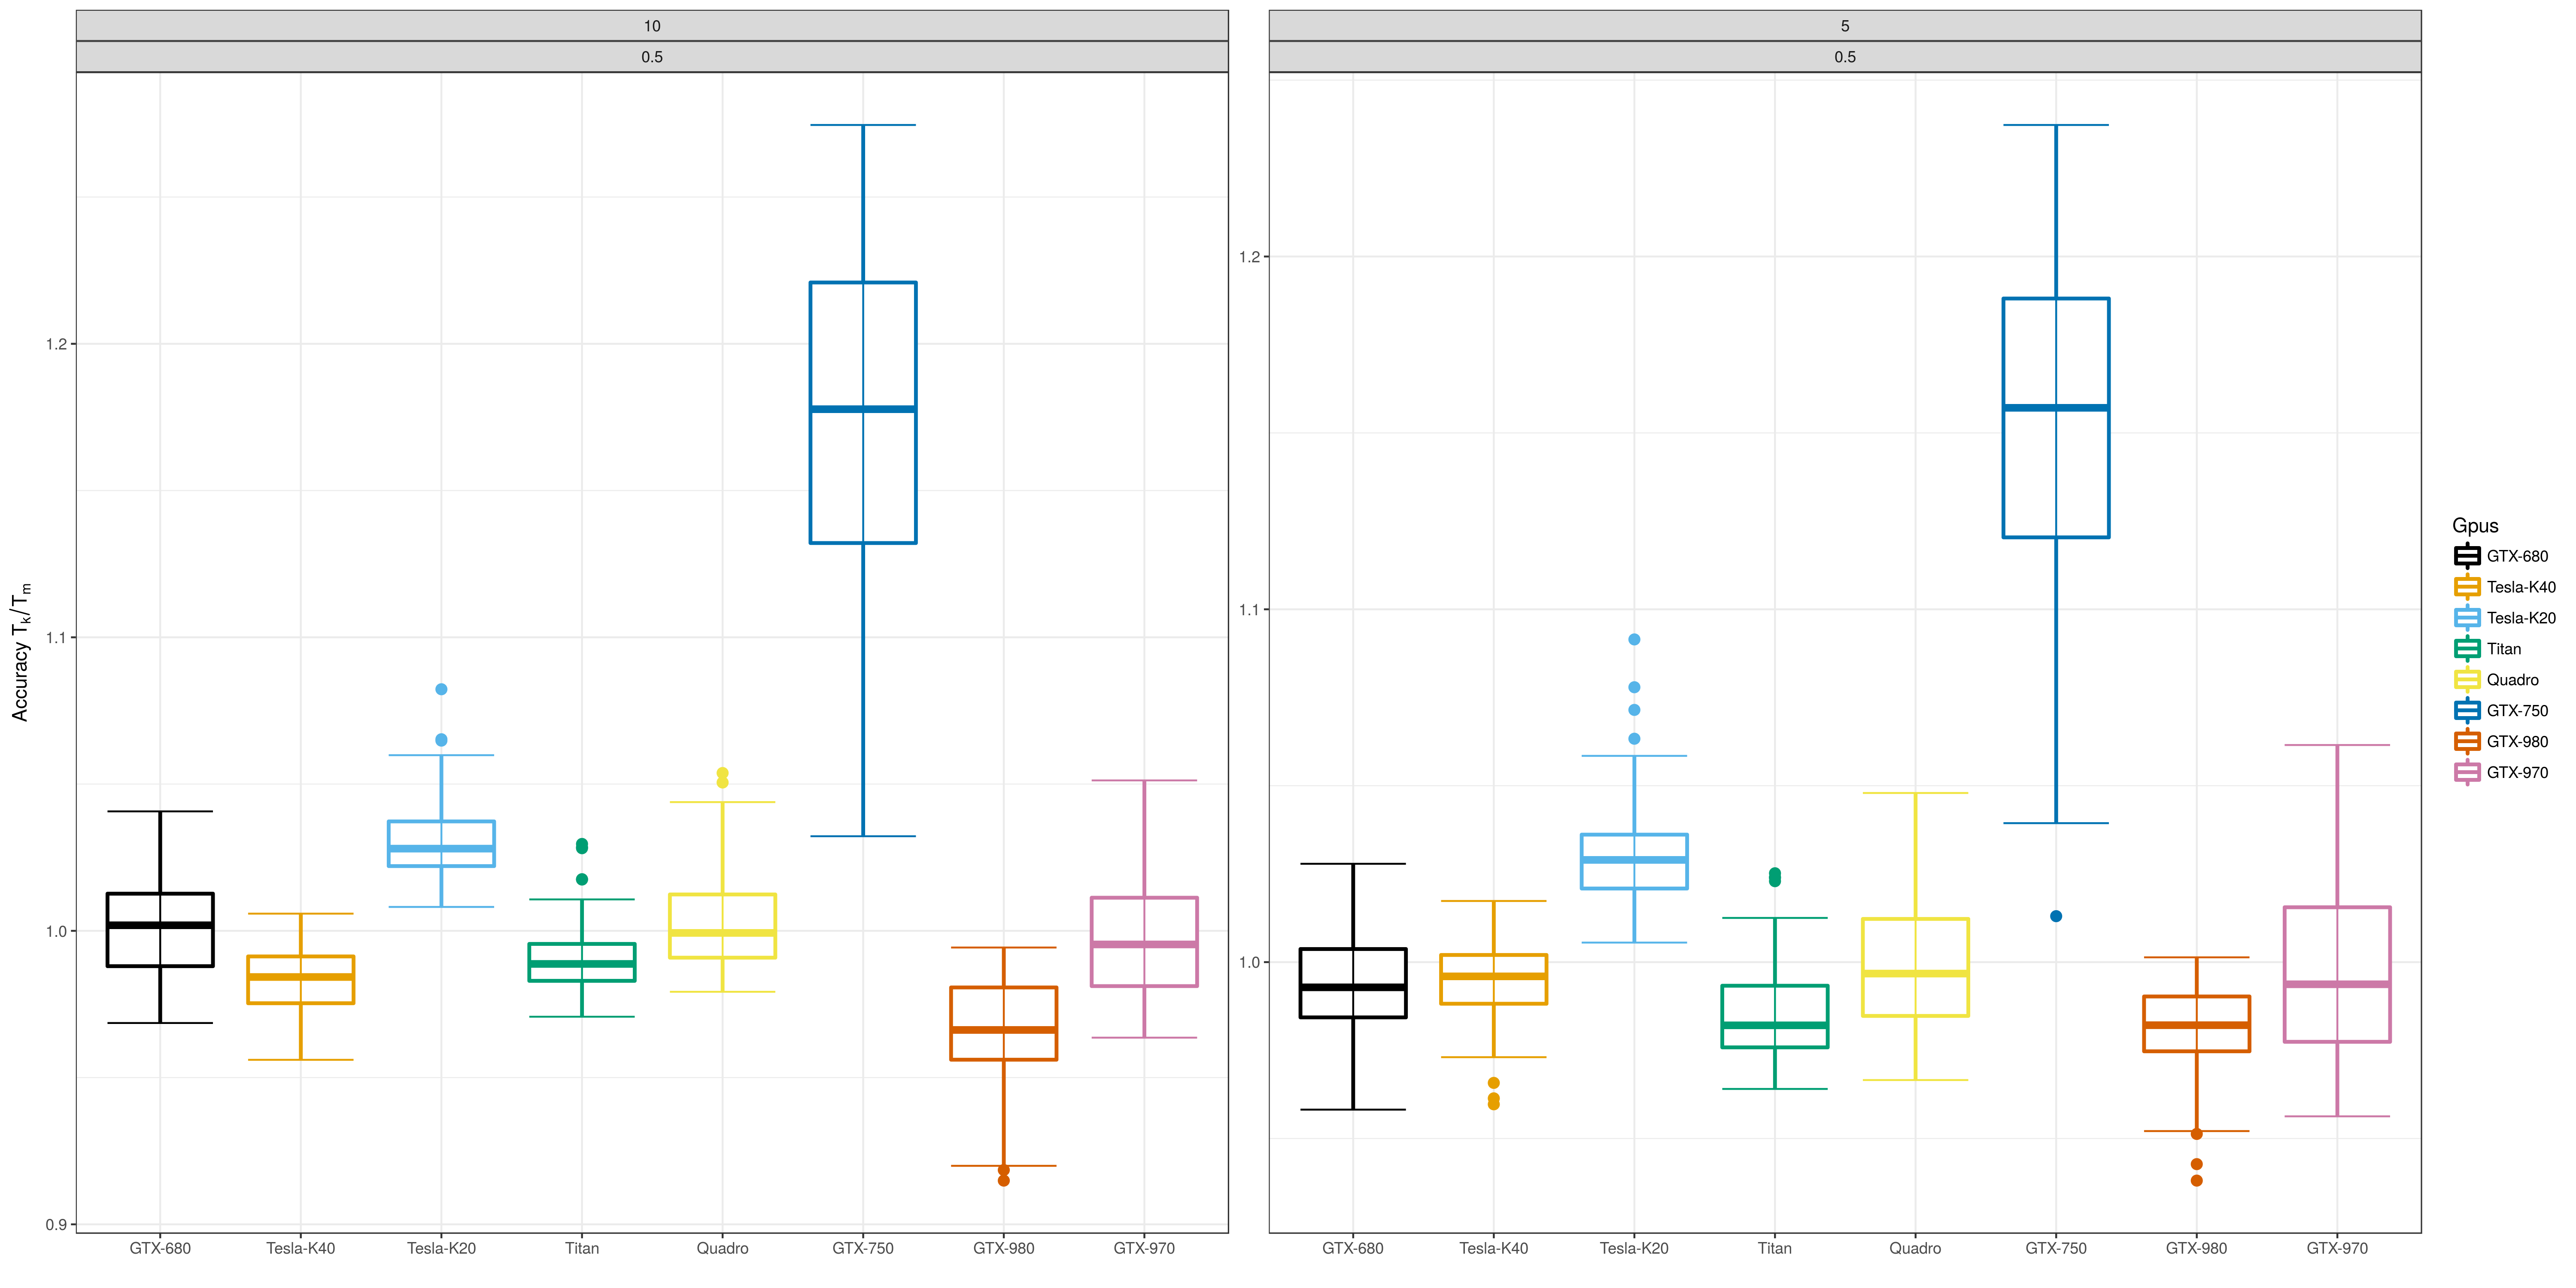 10
0.5
5
0.5
Accuracy Tk/Tm
1.2
1.1
1.0
0.9
GTX-680 Tesla-K40 Tesla-K20 Titan Quadro GTX-750 GTX-980 GTX-970
1.2
1.1
1.0
GTX-680 Tesla-K40 Tesla-K20 Titan Quadro GTX-750 GTX-980 GTX-970
Gpus
GTX-680
Tesla-K40
Tesla-K20
Titan
Quadro
GTX-750
GTX-980
GTX-970